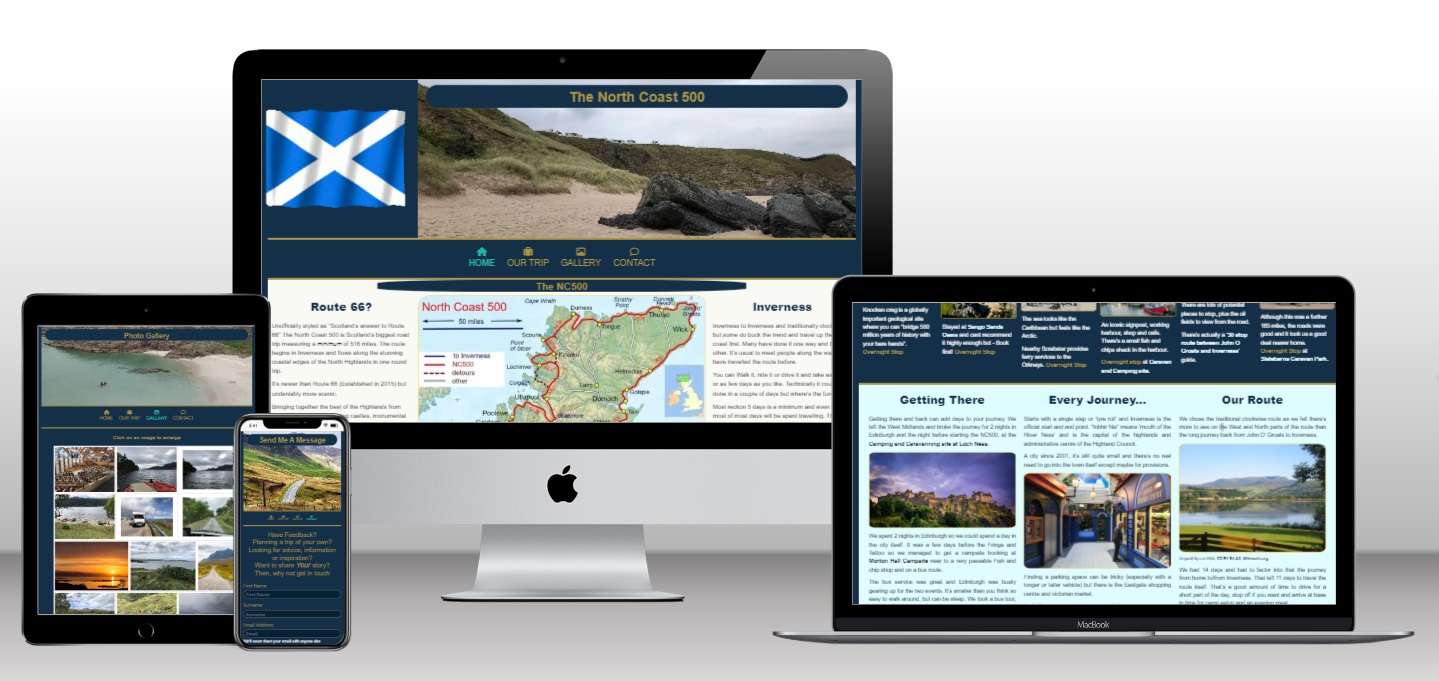 The North Coast 500
HOME
OUR TRIP
GALLERY
CONTACT
The NC500
Route 66?
Unofficially styled as "Scotland's answer to Route
66" The North Coast 500 is Scotland's biggest road
trip measuring a minimum of 516 miles. The route
begins in Inverness and flows along the stunning
coastal edges of the North Highlands in one round
trip.
It's newer than Route 66 (Established in 2015) but
undeniably more scenic.
Bringing together the best of the Highlands from
castles, monumental
North Coast 500
50 miles
to Inverness
NC500
detours
other
Cape Wrath
Durness
Strathy
Point
Dunnet
Head
John o'
Groats
Thurso
Tongue
Wick
Scourie
Point
of Stoer
Lochinver
Lairg
Helmsdale
Golspie
Dornoch
Ullapool
Tain
Poolewe
Inverness
Inverness to Inverness and traditionally
but some do buck the trend and travel up the
coast first. Many have done it one way and
other. It's usual to meet people along the
have travelled the route before.
You can Walk it, ride it or drive it and take as
or as few days as you like. Technically it
done in a couple of days but where's the
Most reckon 5 days is a minimum and even
most of most days will be spent travelling.
Photo Gallery
HOME
OUR TRIP
GALLERY
CONTACT
Click on an image to enlarge
3:41
Send Me A Message
Have Feedback?
Planning a trip of your own?
Looking for advice, information
or inspiration?
Want to share Your story?
Then, why not get in touch
First Name:
First Name
Surname:
Surname
Email Address:
Email
We'll never share your email with anyone else
Knockan crag is a globally
important geological site
where you can "bridge 500
million years of history with
your bare hands".
Overnight Stop
Stayed at Sango Sands
Oasis and cant recommend
it highly enough but - Book
first! Overnight Stop
The sea looks like the
Caribbean but feels like the
Arctic.
Nearby Scrabster provides
ferry services to the
Orkneys. Overnight Stop
An iconic signpost, working
harbour, shop and cafe.
There's a small fish and
chips shack in the harbour.
Overnight stop at Caravan
and Camping site.
There are lots of potential
places to stop, plus the oil
fields to view from the road.
There's actually a '30 stop
route between John O
Groats and Inverness'
guide.
Although this was a further
165 miles, the roads were
good and it took us a good
deal nearer home.
Overnight Stop at
Slatebarns Caravan Park.
Getting There
Getting there and back can add days to your journey. We
left the West Midlands and broke the journey for 2 nights in
Edinburgh and the night before starting the NC500, at the
Camping and Caravanning site at Loch Ness.
We spent 2 nights in Edinburgh so we could spend a day in
the city itself. It was a few days before the Fringe and
Tattoo so we managed to get a campsite booking at
Morton Hall Campsite near to a very passable Fish and
chip shop and on a bus route.
The bus service was great and Edinburgh was busily
gearing up for the two events. It's smaller than you think so
easy to walk around, but can be steep. We took a bus tour,
Every Journey...
Starts with a single step or 'tyre roll' and Inverness is the
official start and end point. "Inbhir Nis" means 'mouth of the
River Ness' and is the capital of the highlands and
administrative centre of the Highland Council.
A city since 2001, it's still quite small and there's no real
need to go into the town itself except maybe for provisions.
Finding a parking space can be tricky (especially with a
longer or taller vehicle) but there is the Eastgate shopping
centre and victorian market.
Our Route
We chose the traditional clockwise route as we felt there's
more to see on the West and North parts of the route than
the long journey back from John O' Groats to Inverness.
We had 14 days and had to factor into that the journey
from home to/from Inverness. That left 11 days to travel the
route itself. That's a good amount of time to drive for a
short part of the day, stop off if you want and arrive at base
in time for camp setup and an evening meal.
MacBook